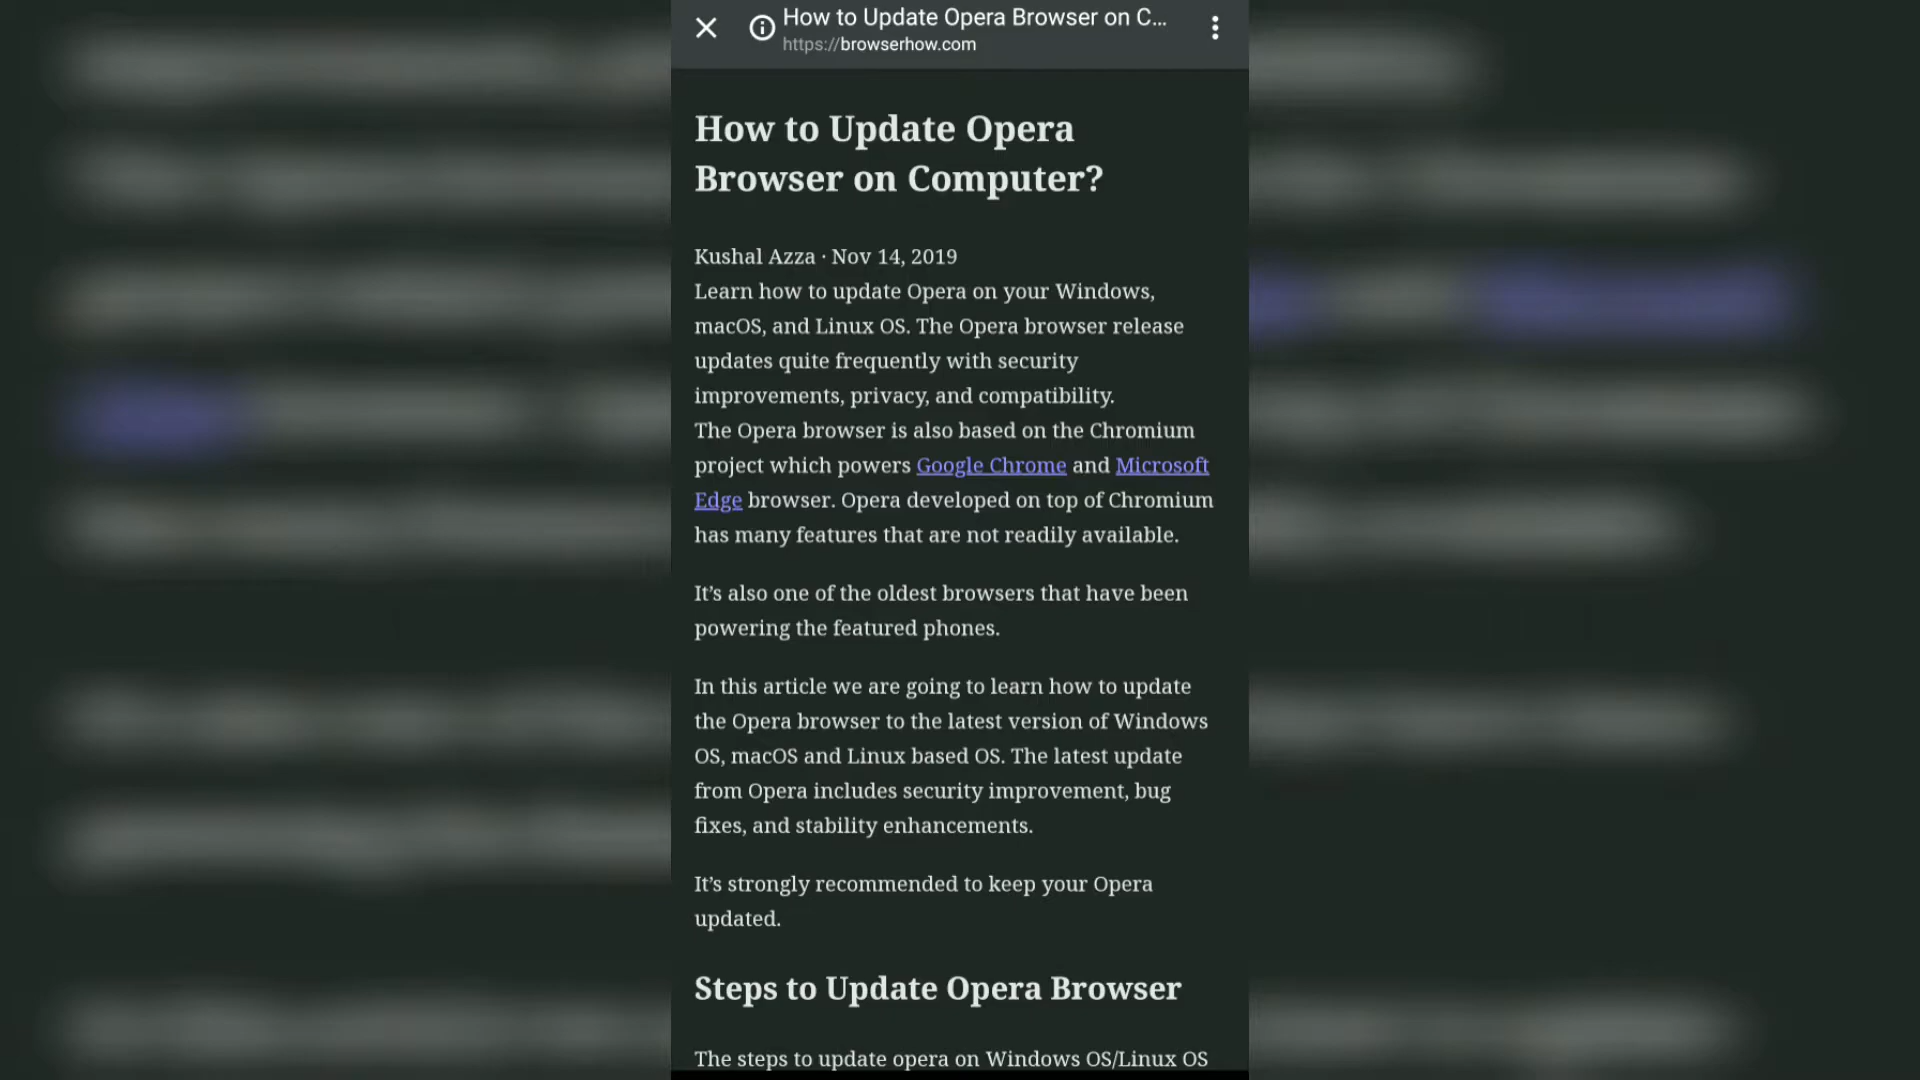 How to Update Opera Browser on C...
https://browserhow.com
How to Update Opera
Browser on Computer?
Kushal Azza · Nov 14, 2019
Learn how to update Opera on your Windows,
macOS, and Linux OS. The Opera browser release
updates quite frequently with security
improvements, privacy, and compatibility.
The Opera browser is also based on the Chromium
project which powers Google Chrome and Microsoft
Edge browser. Opera developed on top of Chromium
has many features that are not readily available.
It’s also one of the oldest browsers that have been
powering the featured phones.
In this article we are going to learn how to update
the Opera browser to the latest version of Windows
OS, macOS and Linux based OS. The latest update
from Opera includes security improvement, bug
fixes, and stability enhancements.
It’s strongly recommended to keep your Opera
updated.
Steps to Update Opera Browser
The steps to update opera on Windows OS/Linux OS